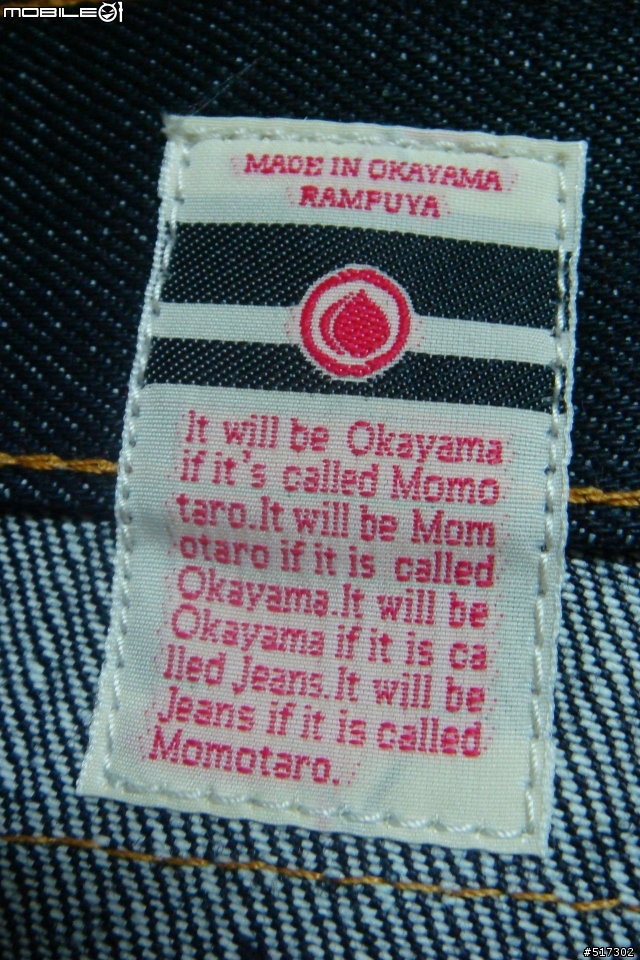 MOBILE01
MADE IN OKAYAMA
RAMPUYA
It will be Okayama
if it's called Momo
taro.It will be Mom
otaro if it is called
Okayama.It will be
Okayama if it is ca
lled Jeans.It will be
Jeans if it is called
Momotaro.
#517302